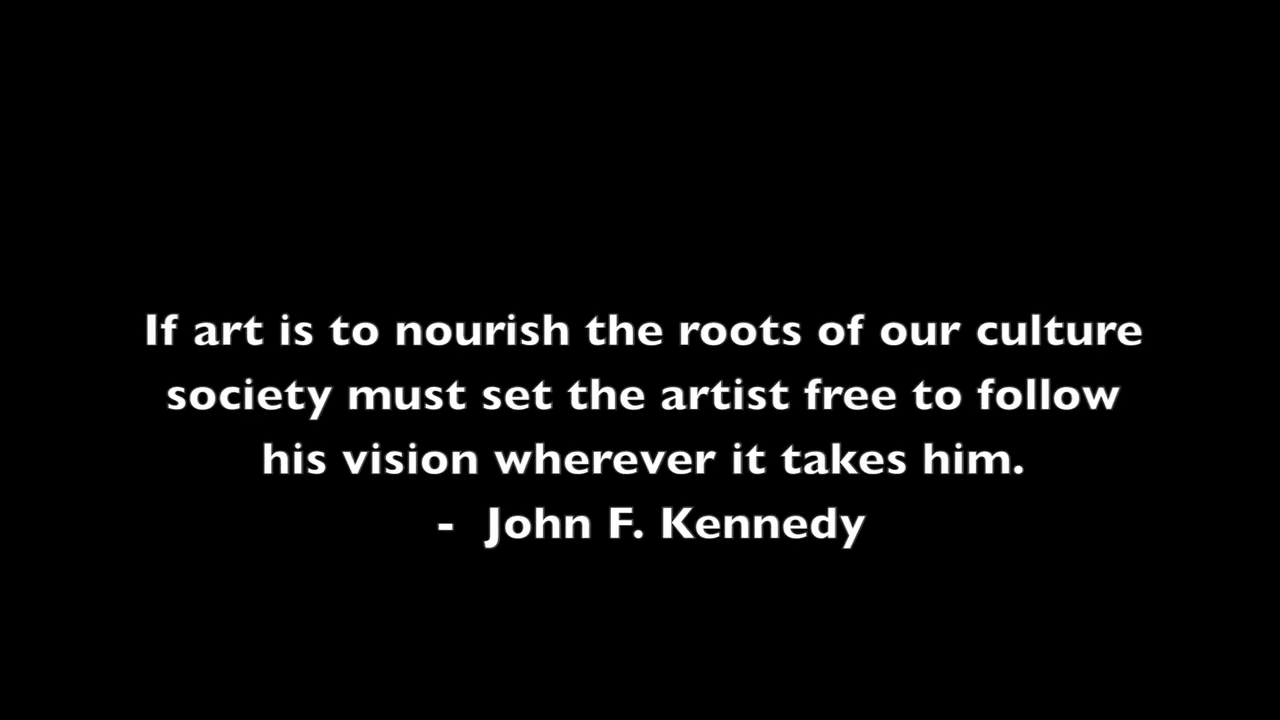 If art is to nourish the roots of our culture
society must set the artist free to follow
his vision wherever it takes him.
- John F. Kennedy